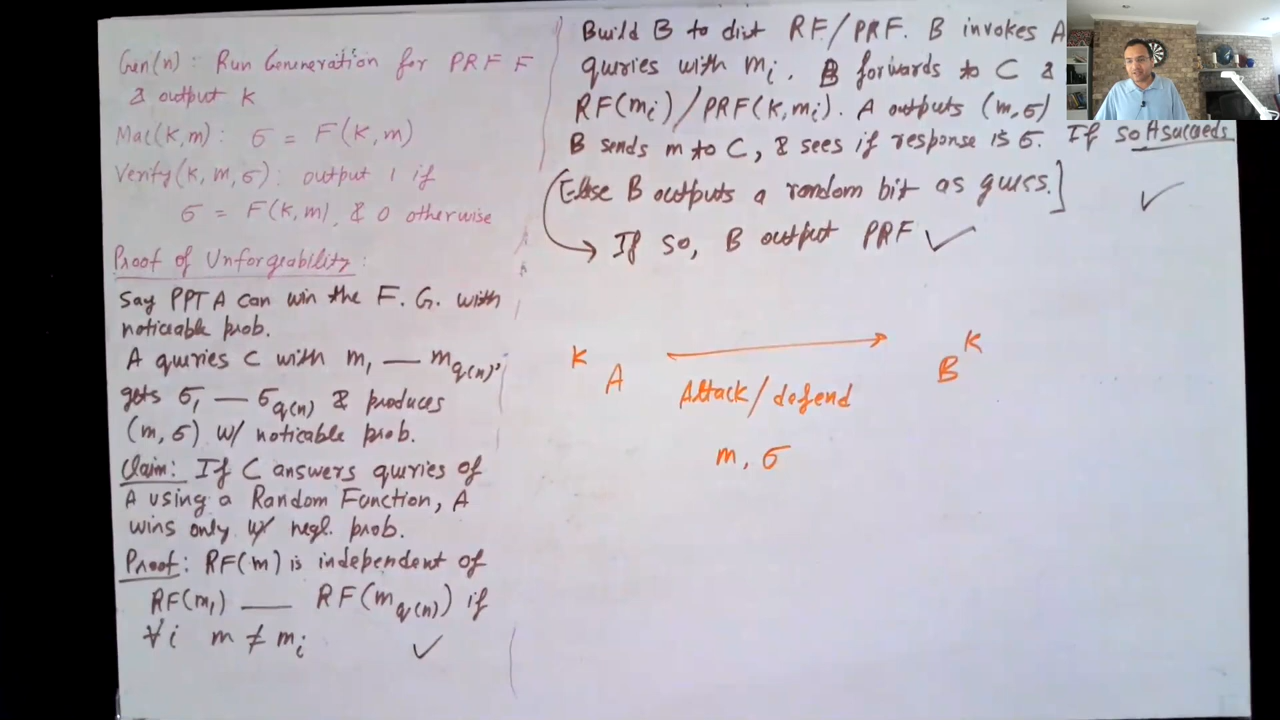 Gen(n): Run Generation for PRF F
& output K
Mac(K,m): σ = F(K,m)
Verify(K, m, σ): output 1 if
σ = F(K,m), & 0 otherwise
Proof of Unforgeability:
Say PPT A can win the F. G. with
noticeable prob.
A queries C with m₁ — m_q(n),
gets σ₁ — σ_q(n) & produces
(m, σ) w/ noticable prob.
Claim: If C answers queries of
A using a Random Function, A
wins only w/ negl. prob.
Proof: RF(m) is independent of
RF(m₁) — RF(m_q(n)) if
∀i m ≠ mᵢ ✓
Build B to dist RF/PRF. B invokes A
queries with mᵢ. B forwards to C &
RF(mᵢ)/PRF(K,mᵢ). A outputs (m,σ)
B sends m to C, & sees if response is σ. If so A succeeds
[Else B outputs a random bit as guess.] ✓
→ If so, B output PRF ✓
K A B K
Attack/defend
m, σ